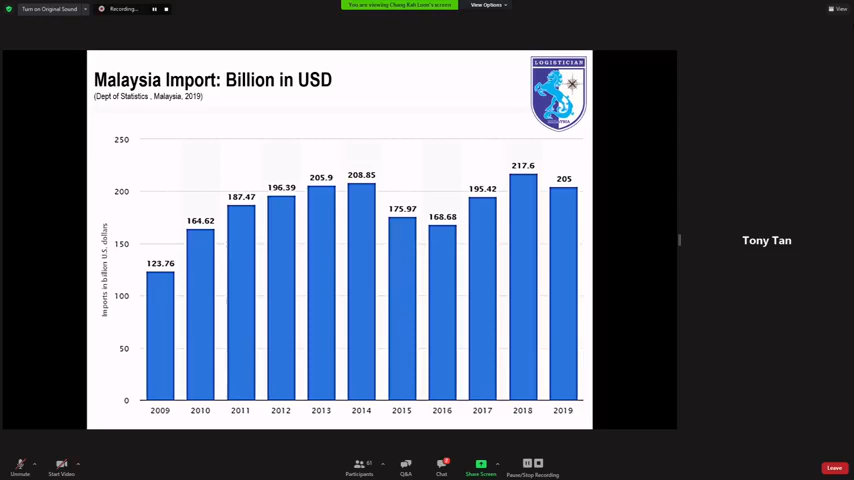 Turn on Original Sound
Recording...
You are viewing Chang Kah Loon's screen
View Options
View
Malaysia Import: Billion in USD
(Dept of Statistics , Malaysia, 2019)
LOGISTICIAN
250
200
150
100
50
0
Imports in billion U.S. dollars
123.76
164.62
187.47
196.39
205.9
208.85
175.97
168.68
195.42
217.6
205
2009
2010
2011
2012
2013
2014
2015
2016
2017
2018
2019
Tony Tan
Unmute
Start Video
Participants
61
Q&A
Chat
Share Screen
Pause/Stop Recording
Leave